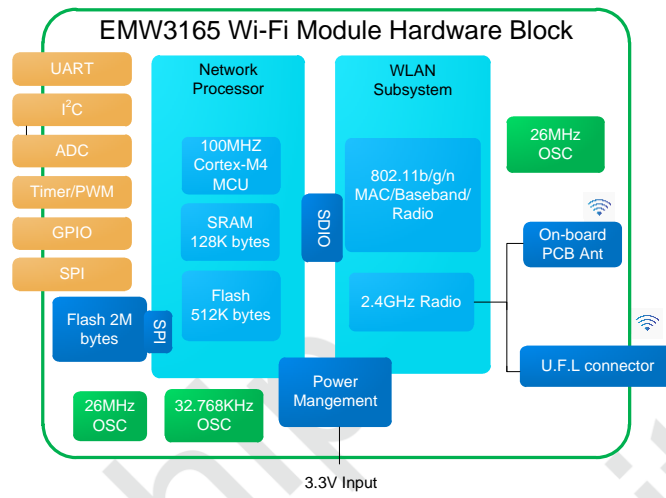 EMW3165 Wi-Fi Module Hardware Block
UART
I²C
ADC
Timer/PWM
GPIO
SPI
Flash 2M
bytes
SPI
Network
Processor
100MHZ
Cortex-M4
MCU
SRAM
128K bytes
Flash
512K bytes
SDIO
WLAN
Subsystem
802.11b/g/n
MAC/Baseband/
Radio
2.4GHz Radio
26MHz
OSC
On-board
PCB Ant
U.F.L connector
Power
Mangement
26MHz
OSC
32.768KHz
OSC
3.3V Input